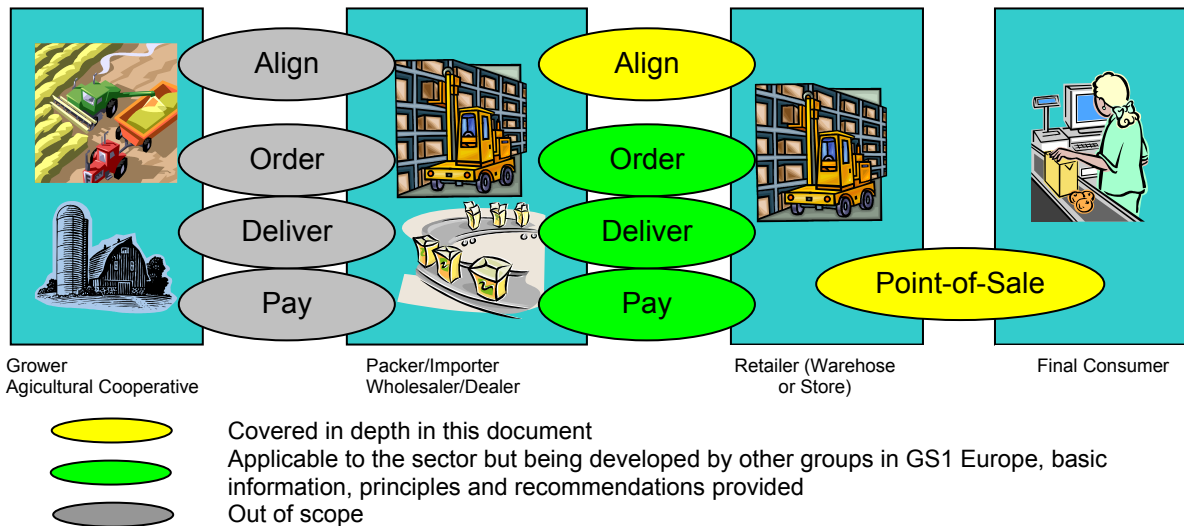 Align
Align
Order
Order
Deliver
Deliver
Pay
Pay
Point-of-Sale
Grower
Agicultural Cooperative
Packer/Importer
Wholesaler/Dealer
Retailer (Warehose
or Store)
Final Consumer
Covered in depth in this document
Applicable to the sector but being developed by other groups in GS1 Europe, basic
information, principles and recommendations provided
Out of scope